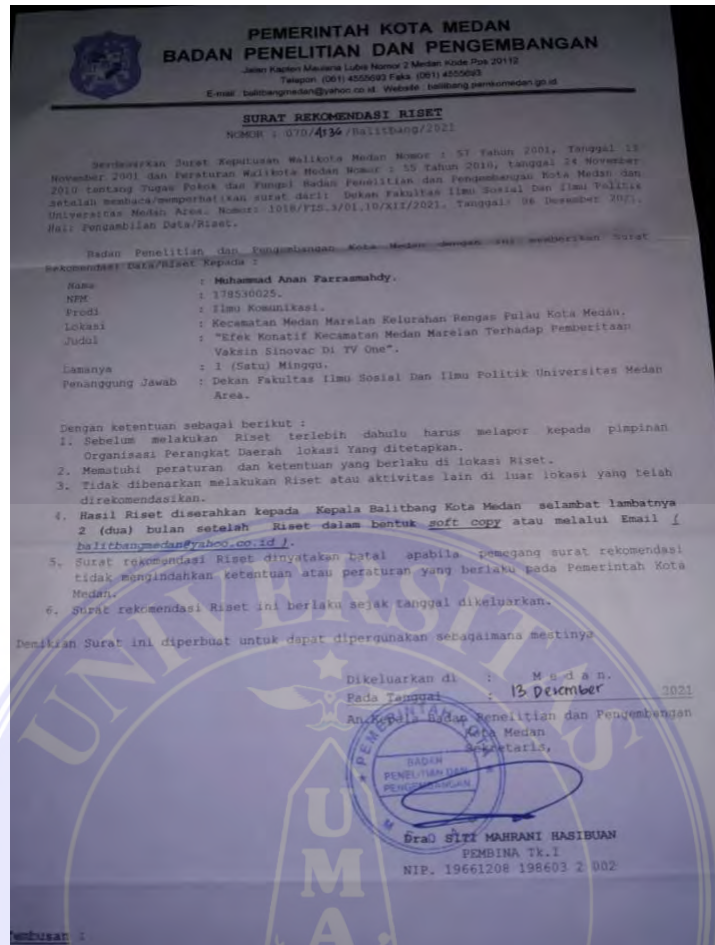 PEMERINTAH KOTA MEDAN
BADAN PENELITIAN DAN PENGEMBANGAN
Jalan Kapten Maulana Lubis Nomor 2 Medan Kode Pos 20112
Telepon. (061) 4555693 Faks. (061) 4555693
E-mail : balitbangmedan@yahoo.co.id. Website : balitbang.pemkomedan.go.id
SURAT REKOMENDASI RISET
NOMOR : 070/4134/Balitbang/2021
Berdasarkan Surat Keputusan Walikota Medan Nomor : 57 Tahun 2001, Tanggal 13
November 2001 dan Peraturan Walikota Medan Nomor : 55 Tahun 2010, tanggal 24 November
2010 tentang Tugas Pokok dan Fungsi Badan Penelitian dan Pengembangan Kota Medan dan
setelah membaca/memperhatikan surat dari: Dekan Fakultas Ilmu Sosial Dan Ilmu Politik
Universitas Medan Area. Nomor: 1016/FIS.3/01.10/XII/2021. Tanggal: 06 Desember 2021.
Hal: Pengambilan Data/Riset.
Badan Penelitian dan Pengembangan Kota Medan dengan ini memberikan Surat
Rekomendasi Data/Riset Kepada :
Nama : Muhammad Anan Farrasmahdy.
NPM : 178530025.
Prodi : Ilmu Komunikasi.
Lokasi : Kecamatan Medan Marelan Kelurahan Rengas Pulau Kota Medan.
Judul : "Efek Konatif Kecamatan Medan Marelan Terhadap Pemberitaan
Vaksin Sinovac Di TV One".
Lamanya : 1 (Satu) Minggu.
Penanggung Jawab : Dekan Fakultas Ilmu Sosial Dan Ilmu Politik Universitas Medan
Area.
Dengan ketentuan sebagai berikut :
1. Sebelum melakukan Riset terlebih dahulu harus melapor kepada pimpinan
Organisasi Perangkat Daerah lokasi Yang ditetapkan.
2. Mematuhi peraturan dan ketentuan yang berlaku di lokasi Riset.
3. Tidak dibenarkan melakukan Riset atau aktivitas lain di luar lokasi yang telah
direkomendasikan.
4. Hasil Riset diserahkan kepada Kepala Balitbang Kota Medan selambat lambatnya
2 (dua) bulan setelah Riset dalam bentuk soft copy atau melalui Email (
balitbangmedan@yahoo.co.id ).
5. Surat rekomendasi Riset dinyatakan batal apabila pemegang surat rekomendasi
tidak mengindahkan ketentuan atau peraturan yang berlaku pada Pemerintah Kota
Medan.
6. Surat rekomendasi Riset ini berlaku sejak tanggal dikeluarkan.
Demikian Surat ini diperbuat untuk dapat dipergunakan sebagaimana mestinya
Dikeluarkan di : M e d a n.
Pada Tanggal : 13 Desember 2021
An.Kepala Badan Penelitian dan Pengembangan
Kota Medan
Sekretaris,
PEMERINTAH KOTA
BADAN
PENELITIAN DAN
PENGEMBANGAN
SITI MAHRANI HASIBUAN
PEMBINA Tk.I
NIP. 19661208 198603 2 002
Tembusan :
UNIVERSITAS
UMA